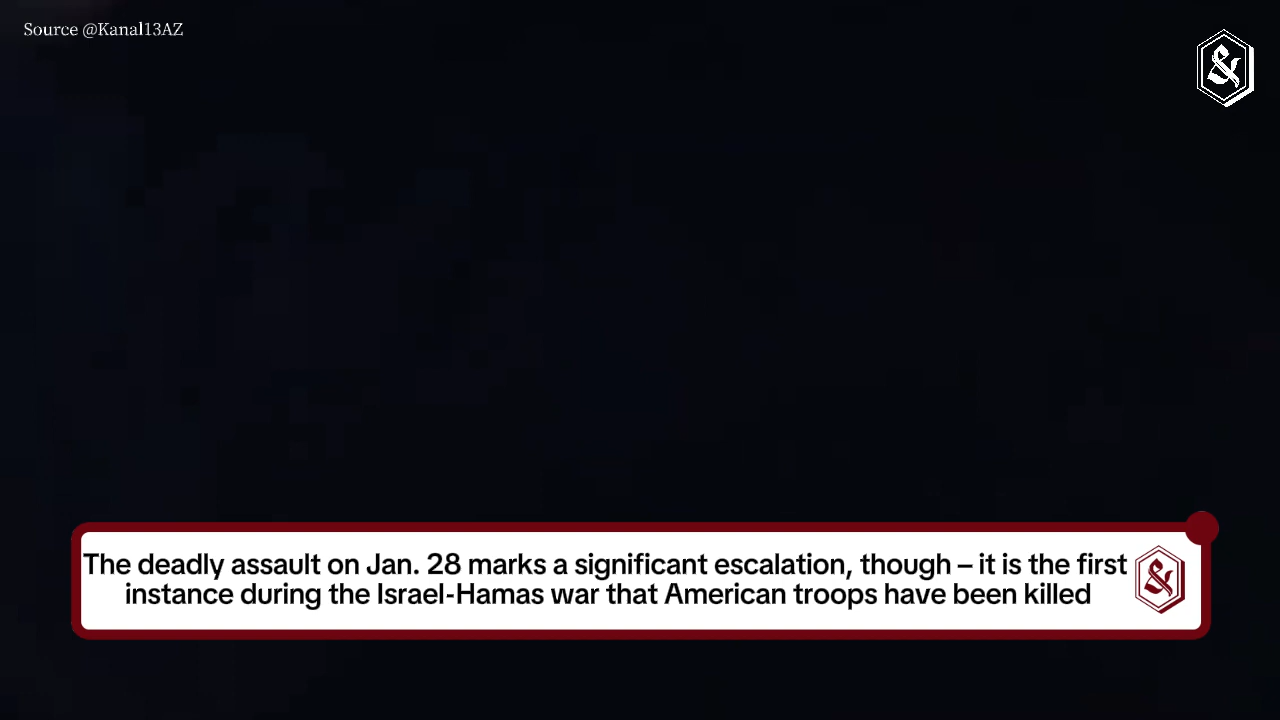 Source @Kanal13AZ
&
The deadly assault on Jan. 28 marks a significant escalation, though – it is the first
instance during the Israel-Hamas war that American troops have been killed
&